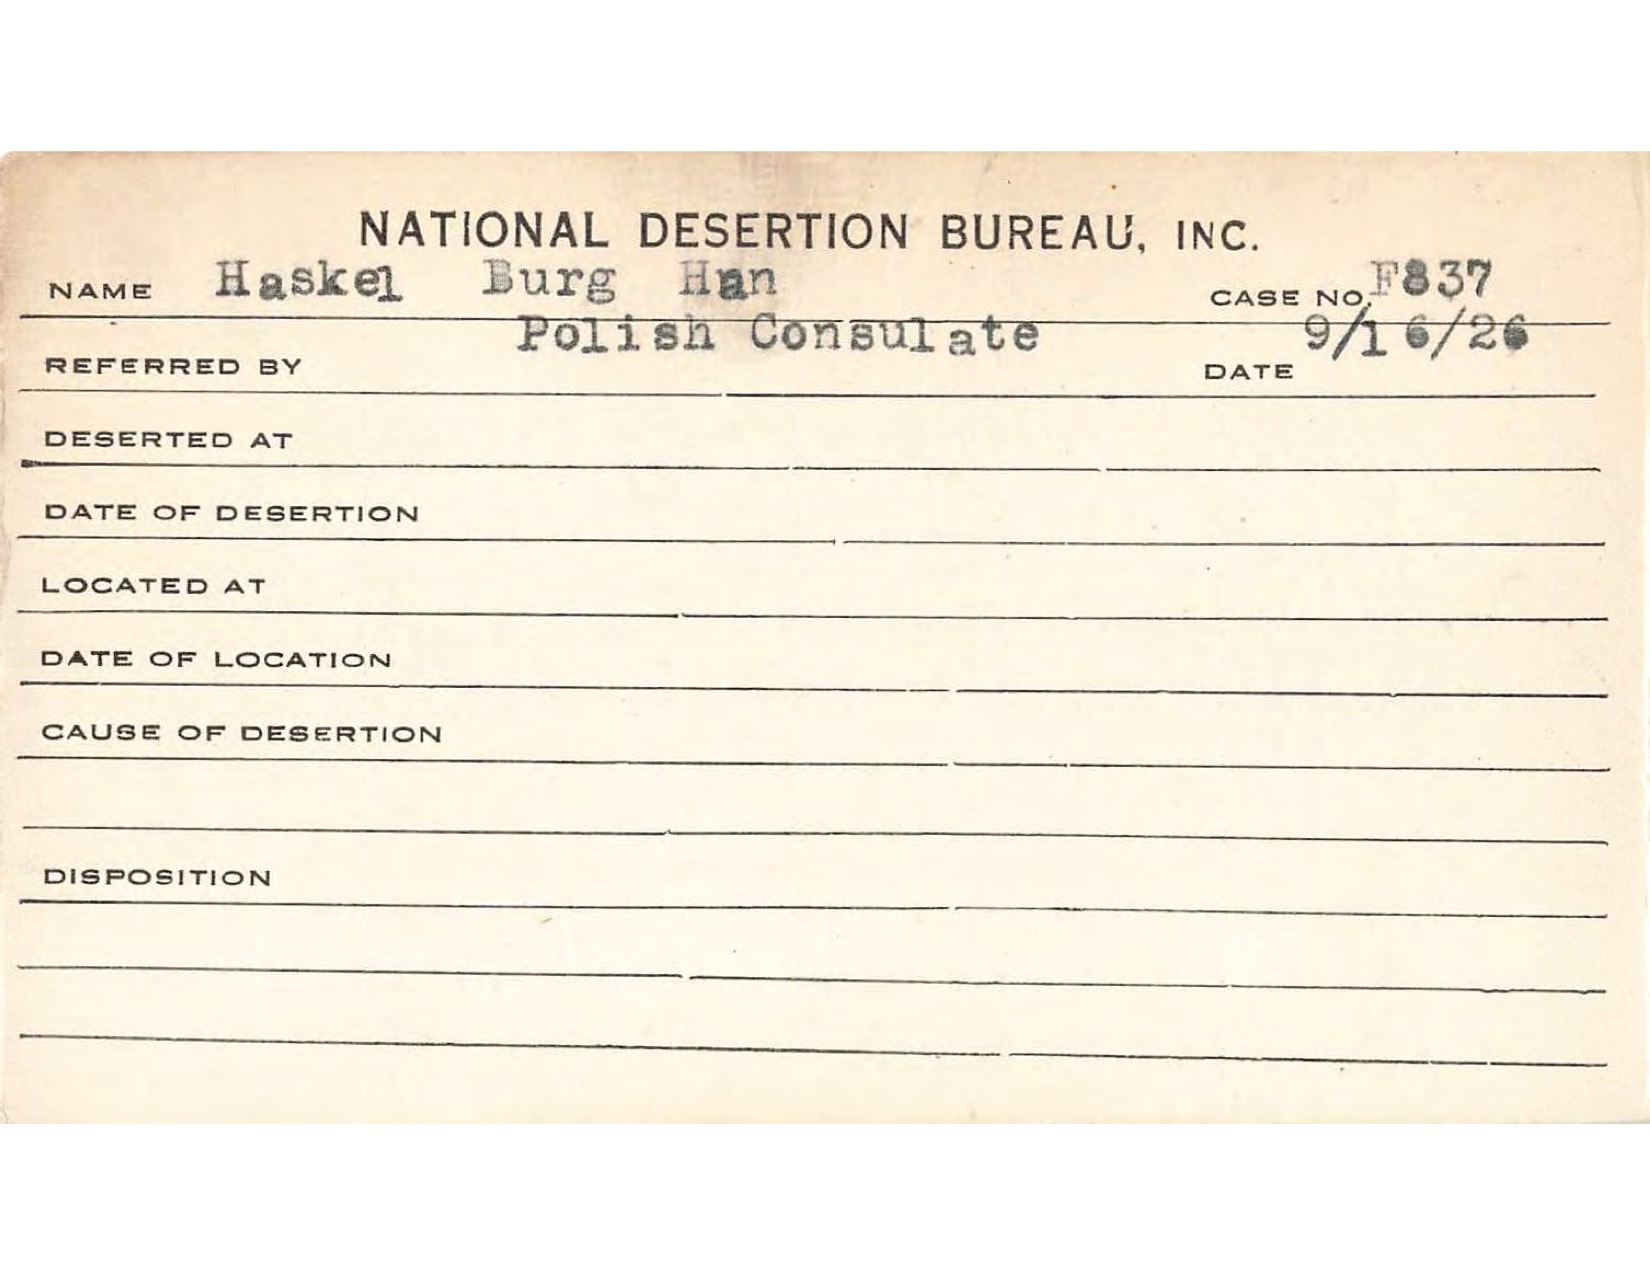 NATIONAL DESERTION BUREAU, INC.
NAME Haskel Burg Han CASE NO. F837
REFERRED BY Polish Consulate DATE 9/16/26
DESERTED AT
DATE OF DESERTION
LOCATED AT
DATE OF LOCATION
CAUSE OF DESERTION
DISPOSITION